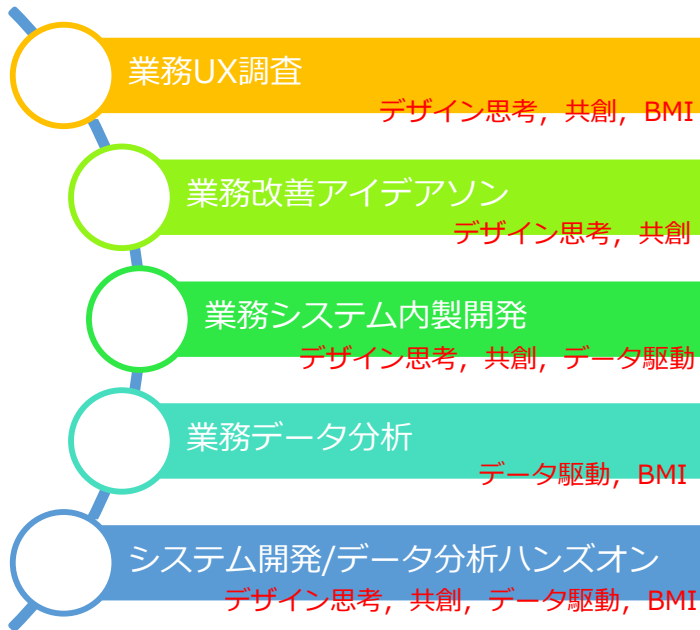 業務UX調査
デザイン思考, 共創, BMI
業務改善アイデアソン
デザイン思考, 共創
業務システム内製開発
デザイン思考, 共創, データ駆動
業務データ分析
データ駆動, BMI
システム開発/データ分析ハンズオン
デザイン思考, 共創, データ駆動, BMI